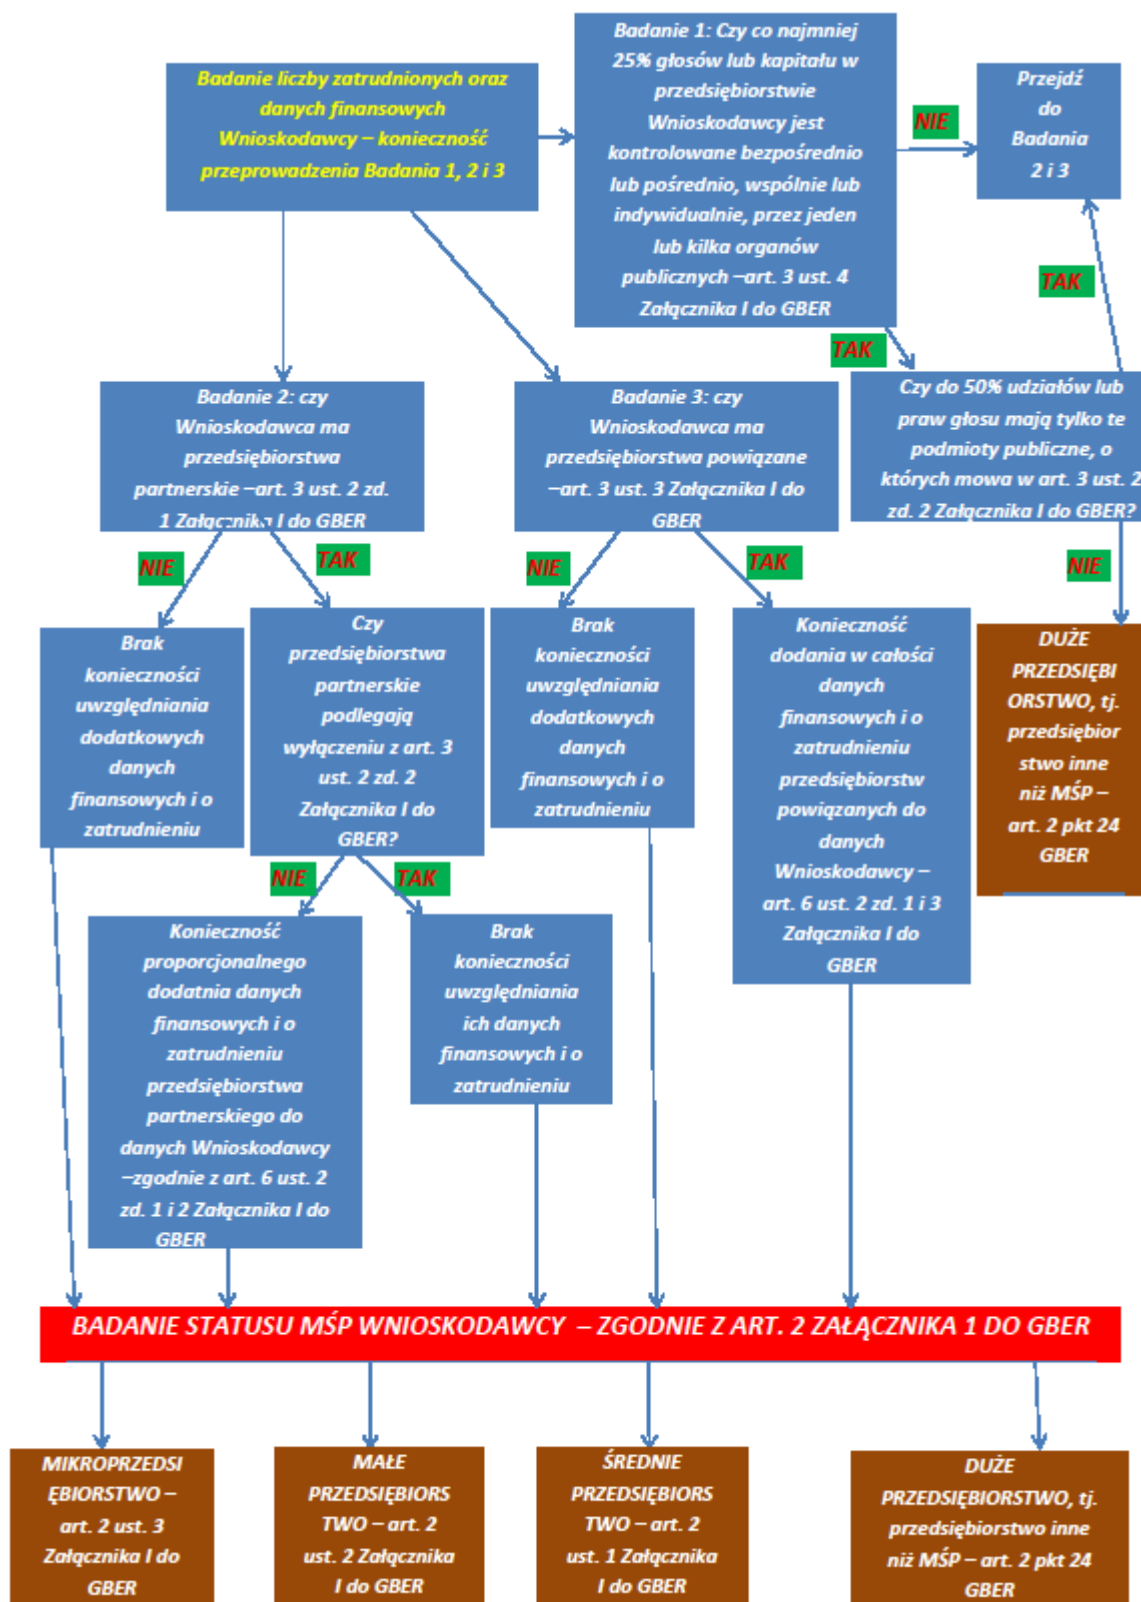 Badanie liczby zatrudnionych oraz
danych finansowych
Wnioskodawcy – konieczność
przeprowadzenia Badania 1, 2 i 3
Badanie 1: Czy co najmniej
25% głosów lub kapitału w
przedsiębiorstwie
Wnioskodawcy jest
kontrolowane bezpośrednio
lub pośrednio, wspólnie lub
indywidualnie, przez jeden
lub kilka organów
publicznych –art. 3 ust. 4
Załącznika I do GBER
NIE
Przejdź
do
Badania
2 i 3
TAK
TAK
Badanie 2: czy
Wnioskodawca ma
przedsiębiorstwa
partnerskie –art. 3 ust. 2 zd.
1 Załącznika I do GBER
Badanie 3: czy
Wnioskodawca ma
przedsiębiorstwa powiązane
–art. 3 ust. 3 Załącznika I do
GBER
Czy do 50% udziałów lub
praw głosu mają tylko te
podmioty publiczne, o
których mowa w art. 3 ust. 2
zd. 2 Załącznika I do GBER?
NIE
TAK
NIE
TAK
NIE
Brak
konieczności
uwzględniania
dodatkowych
danych
finansowych i o
zatrudnieniu
Czy
przedsiębiorstwa
partnerskie
podlegają
wyłączeniu z art. 3
ust. 2 zd. 2
Załącznika I do
GBER?
Brak
konieczności
uwzględniania
dodatkowych
danych
finansowych i o
zatrudnieniu
Konieczność
dodania w całości
danych
finansowych i o
zatrudnieniu
przedsiębiorstw
powiązanych do
danych
Wnioskodawcy –
art. 6 ust. 2 zd. 1 i 3
Załącznika I do
GBER
DUŻE
PRZEDSIĘBI
ORSTWO, tj.
przedsiębior
stwo inne
niż MŚP –
art. 2 pkt 24
GBER
NIE
TAK
Konieczność
proporcjonalnego
dodatnia danych
finansowych i o
zatrudnieniu
przedsiębiorstwa
partnerskiego do
danych Wnioskodawcy
–zgodnie z art. 6 ust. 2
zd. 1 i 2 Załącznika I do
GBER
Brak
konieczności
uwzględniania
ich danych
finansowych i o
zatrudnieniu
BADANIE STATUSU MŚP WNIOSKODAWCY – ZGODNIE Z ART. 2 ZAŁĄCZNIKA 1 DO GBER
MIKROPRZEDSI
ĘBIORSTWO –
art. 2 ust. 3
Załącznika I do
GBER
MAŁE
PRZEDSIĘBIORS
TWO – art. 2
ust. 2 Załącznika
I do GBER
ŚREDNIE
PRZEDSIĘBIORS
TWO – art. 2
ust. 1 Załącznika
I do GBER
DUŻE
PRZEDSIĘBIORSTWO, tj.
przedsiębiorstwo inne
niż MŚP – art. 2 pkt 24
GBER